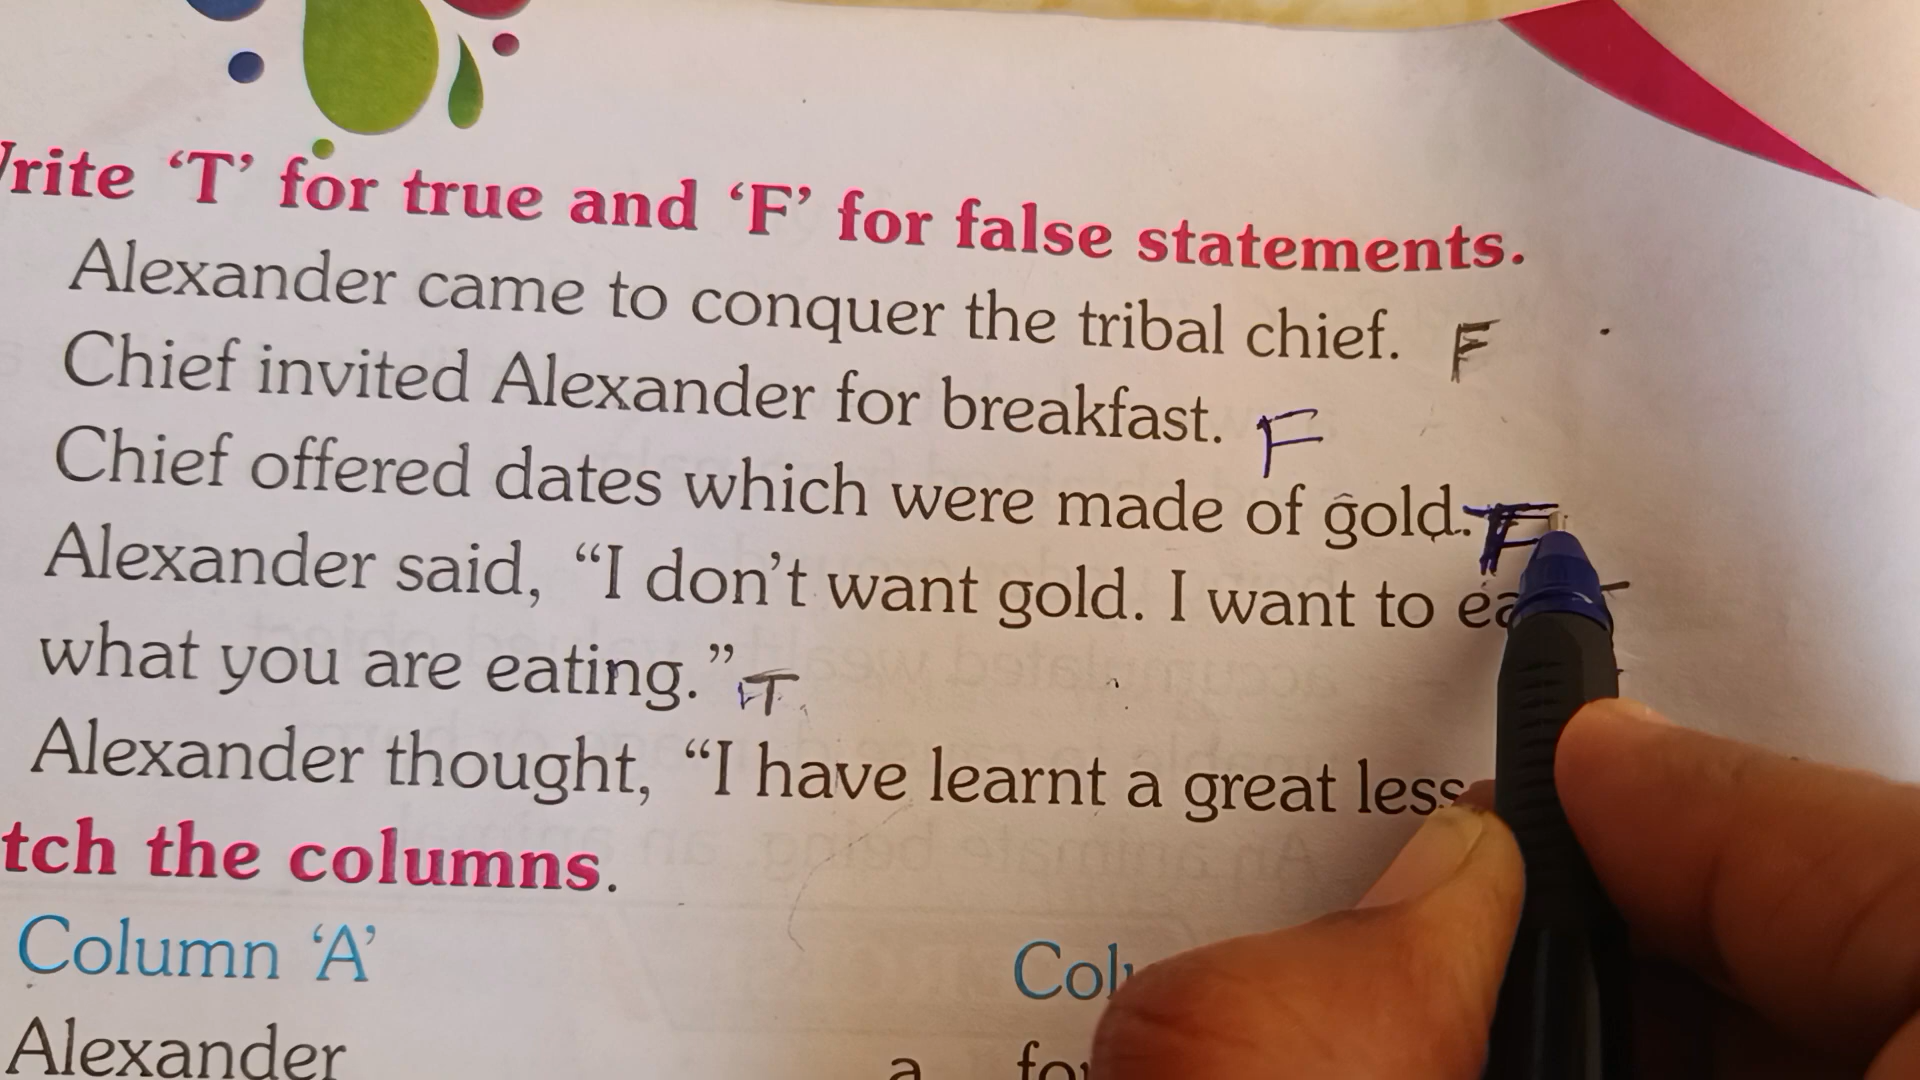 rite ‘T’ for true and ‘F’ for false statements.
Alexander came to conquer the tribal chief. F
Chief invited Alexander for breakfast. F
Chief offered dates which were made of gold. F
Alexander said, “I don’t want gold. I want to ea
what you are eating.” T
Alexander thought, “I have learnt a great less
tch the columns.
Column ‘A’ Col
Alexander a